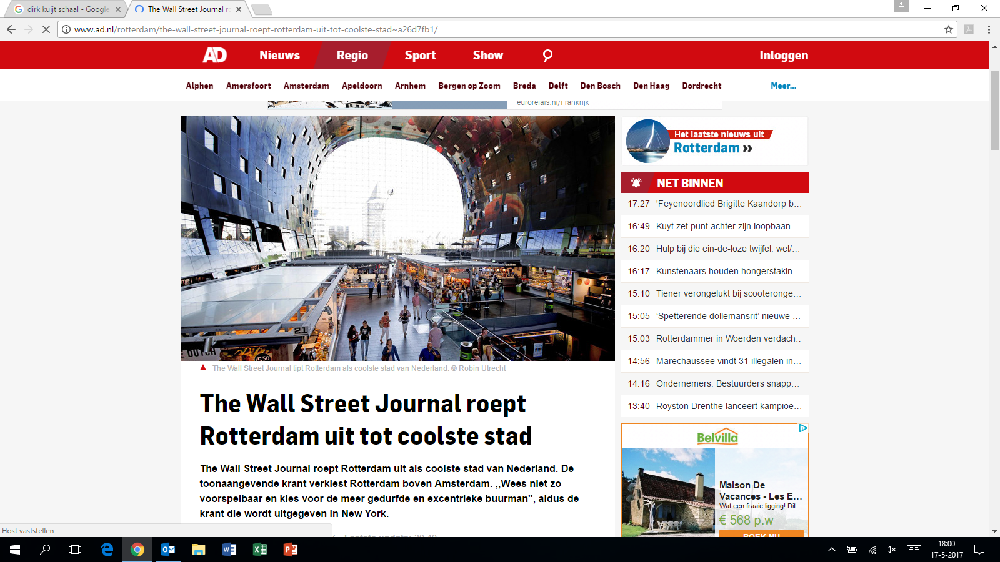 dirk kuijt schaal - Google
The Wall Street Journal ro
www.ad.nl/rotterdam/the-wall-street-journal-roept-rotterdam-uit-tot-coolste-stad~a26d7fb1/
AD Nieuws Regio Sport Show Inloggen
Alphen Amersfoort Amsterdam Apeldoorn Arnhem Bergen op Zoom Breda Delft Den Bosch Den Haag Dordrecht Meer...
eurorelais.nl/Frankrijk
21
DUTCH
5.50
The Wall Street Journal tipt Rotterdam als coolste stad van Nederland. © Robin Utrecht
The Wall Street Journal roept
Rotterdam uit tot coolste stad
The Wall Street Journal roept Rotterdam uit als coolste stad van Nederland. De
toonaangevende krant verkiest Rotterdam boven Amsterdam. ,,Wees niet zo
voorspelbaar en kies voor de meer gedurfde en excentrieke buurman", aldus de
krant die wordt uitgegeven in New York.
Het laatste nieuws uit
Rotterdam »
NET BINNEN
17:27 'Feyenoordlied Brigitte Kaandorp b...
16:49 Kuyt zet punt achter zijn loopbaan ...
16:20 Hulp bij die ein-de-loze twijfel: wel/...
16:17 Kunstenaars houden hongerstakin...
15:10 Tiener verongelukt bij scooteronge...
15:05 ‘Spetterende dollemansrit’ nieuwe ...
15:03 Rotterdammer in Woerden verdach...
14:56 Marechaussee vindt 31 illegalen in...
14:16 Ondernemers: Bestuurders snapp...
13:40 Royston Drenthe lanceert kampioe...
Belvilla
Maison De
Vacances - Les E...
Wat een fraaie ligging! Dit...
€ 568 p.w
BOEK NU
Host vaststellen
18:00
17-5-2017